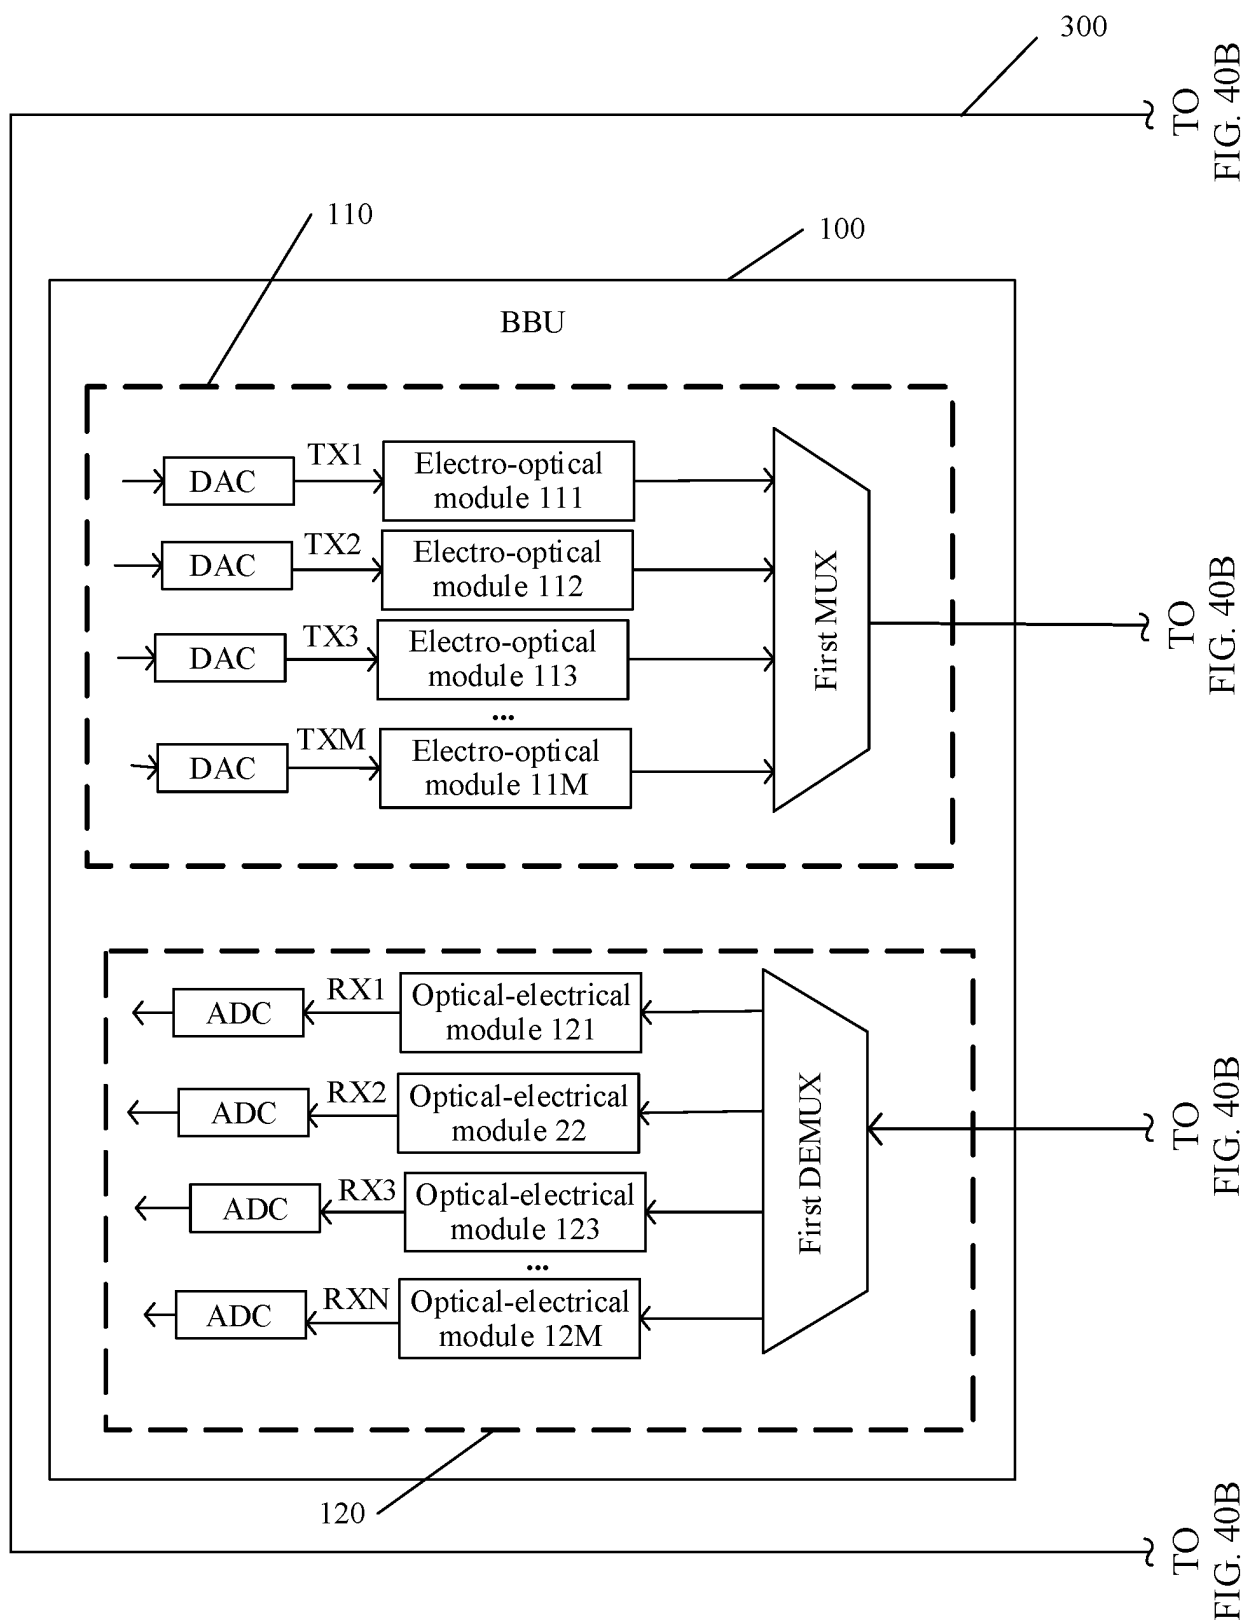 300
TO
FIG. 40B
110
100
BBU
DAC
TX1
Electro-optical
module 111
DAC
TX2
Electro-optical
module 112
DAC
TX3
Electro-optical
module 113
...
DAC
TXM
Electro-optical
module 11M
First MUX
TO
FIG. 40B
ADC
RX1
Optical-electrical
module 121
ADC
RX2
Optical-electrical
module 22
ADC
RX3
Optical-electrical
module 123
...
ADC
RXN
Optical-electrical
module 12M
First DEMUX
TO
FIG. 40B
120
TO
FIG. 40B